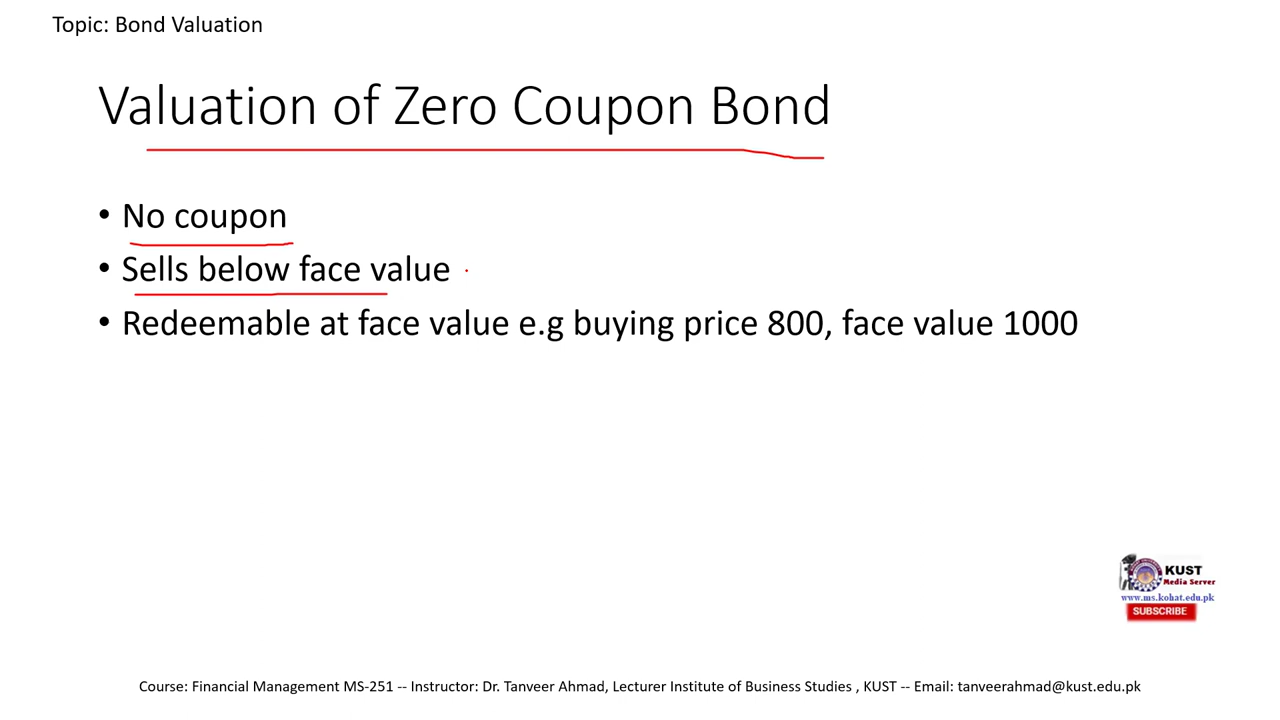 Topic: Bond Valuation
Valuation of Zero Coupon Bond
• No coupon
• Sells below face value
• Redeemable at face value e.g buying price 800, face value 1000
KUST
Media Server
www.ms.kohat.edu.pk
SUBSCRIBE
Course: Financial Management MS-251 -- Instructor: Dr. Tanveer Ahmad, Lecturer Institute of Business Studies , KUST -- Email: tanveerahmad@kust.edu.pk